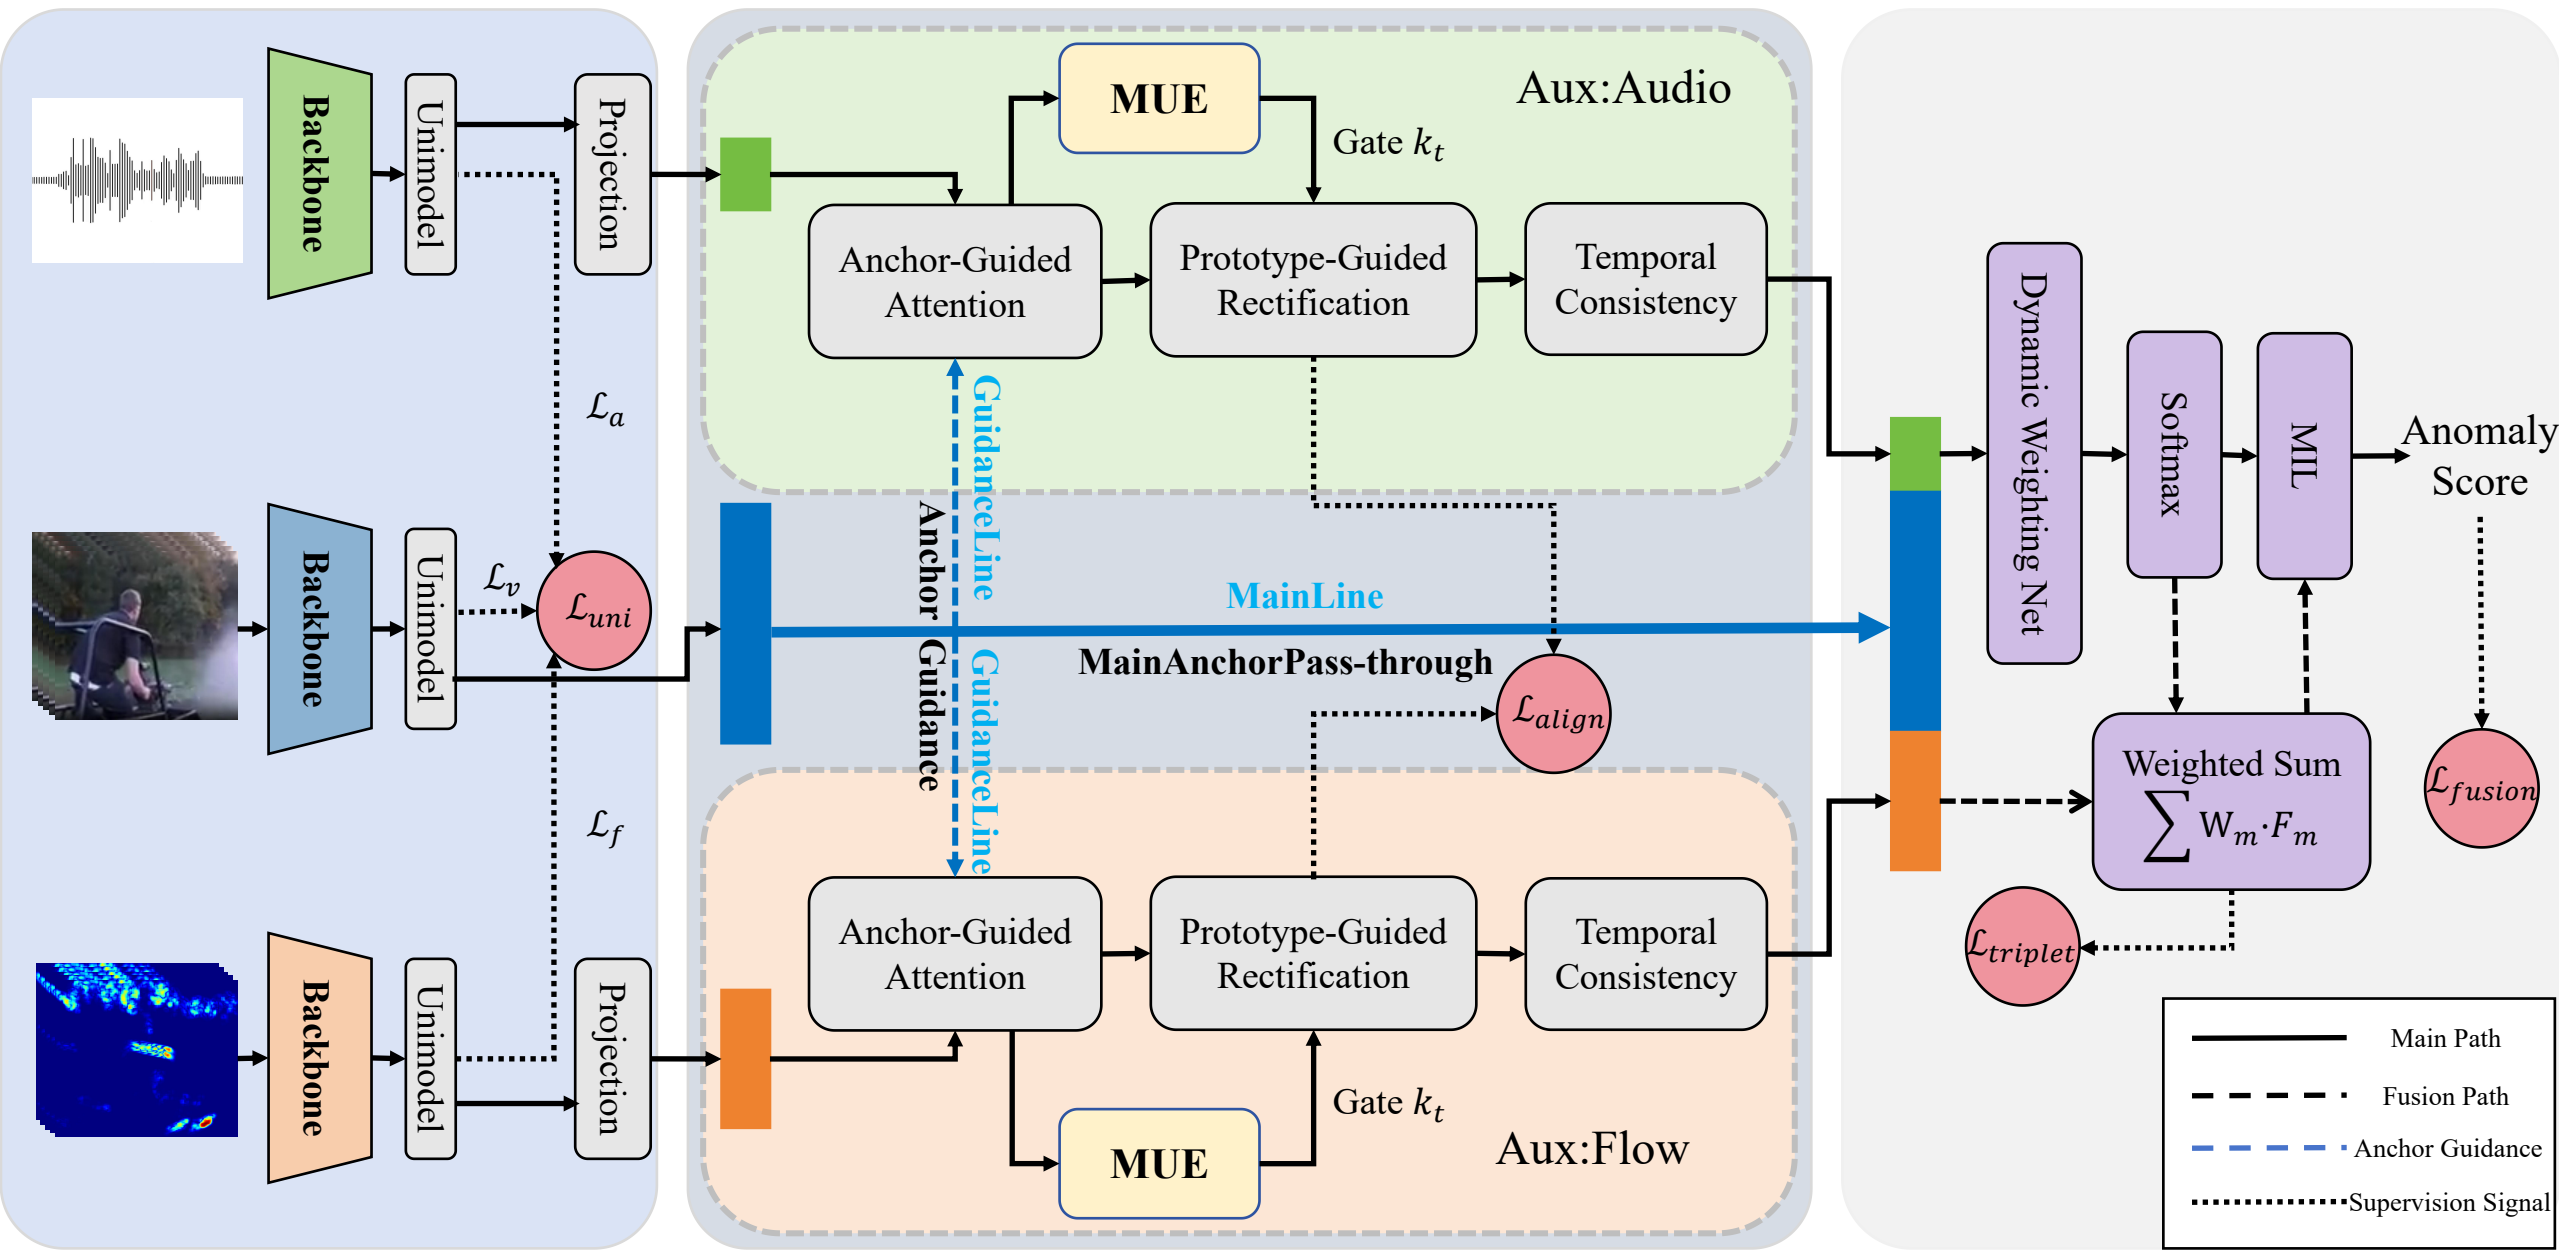 Backbone
Unimodel
Projection
MUE
Aux:Audio
Gate k_t
Anchor-Guided
Attention
Prototype-Guided
Rectification
Temporal
Consistency
ℒ_a
GuidanceLine
Anchor Guidance
GuidanceLine
Backbone
Unimodel
ℒ_v
ℒ_uni
MainLine
MainAnchorPass-through
ℒ_align
ℒ_f
Backbone
Unimodel
Projection
Anchor-Guided
Attention
Prototype-Guided
Rectification
Temporal
Consistency
Gate k_t
MUE
Aux:Flow
Dynamic Weighting Net
Softmax
MIL
Anomaly
Score
Weighted Sum
∑ W_m·F_m
ℒ_fusion
ℒ_triplet
Main Path
Fusion Path
Anchor Guidance
Supervision Signal